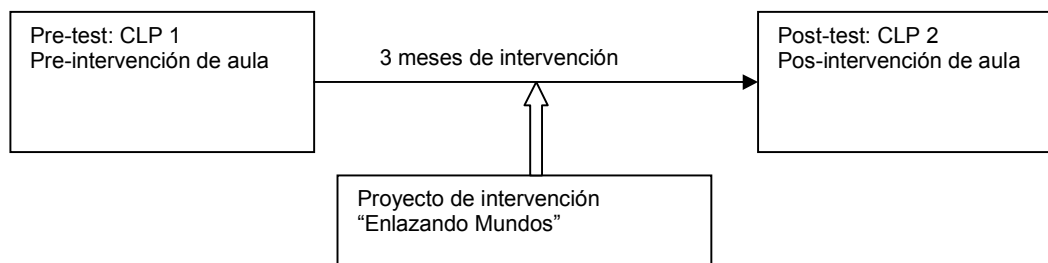 Pre-test: CLP 1
Pre-intervención de aula
3 meses de intervención
Post-test: CLP 2
Pos-intervención de aula
Proyecto de intervención
“Enlazando Mundos”